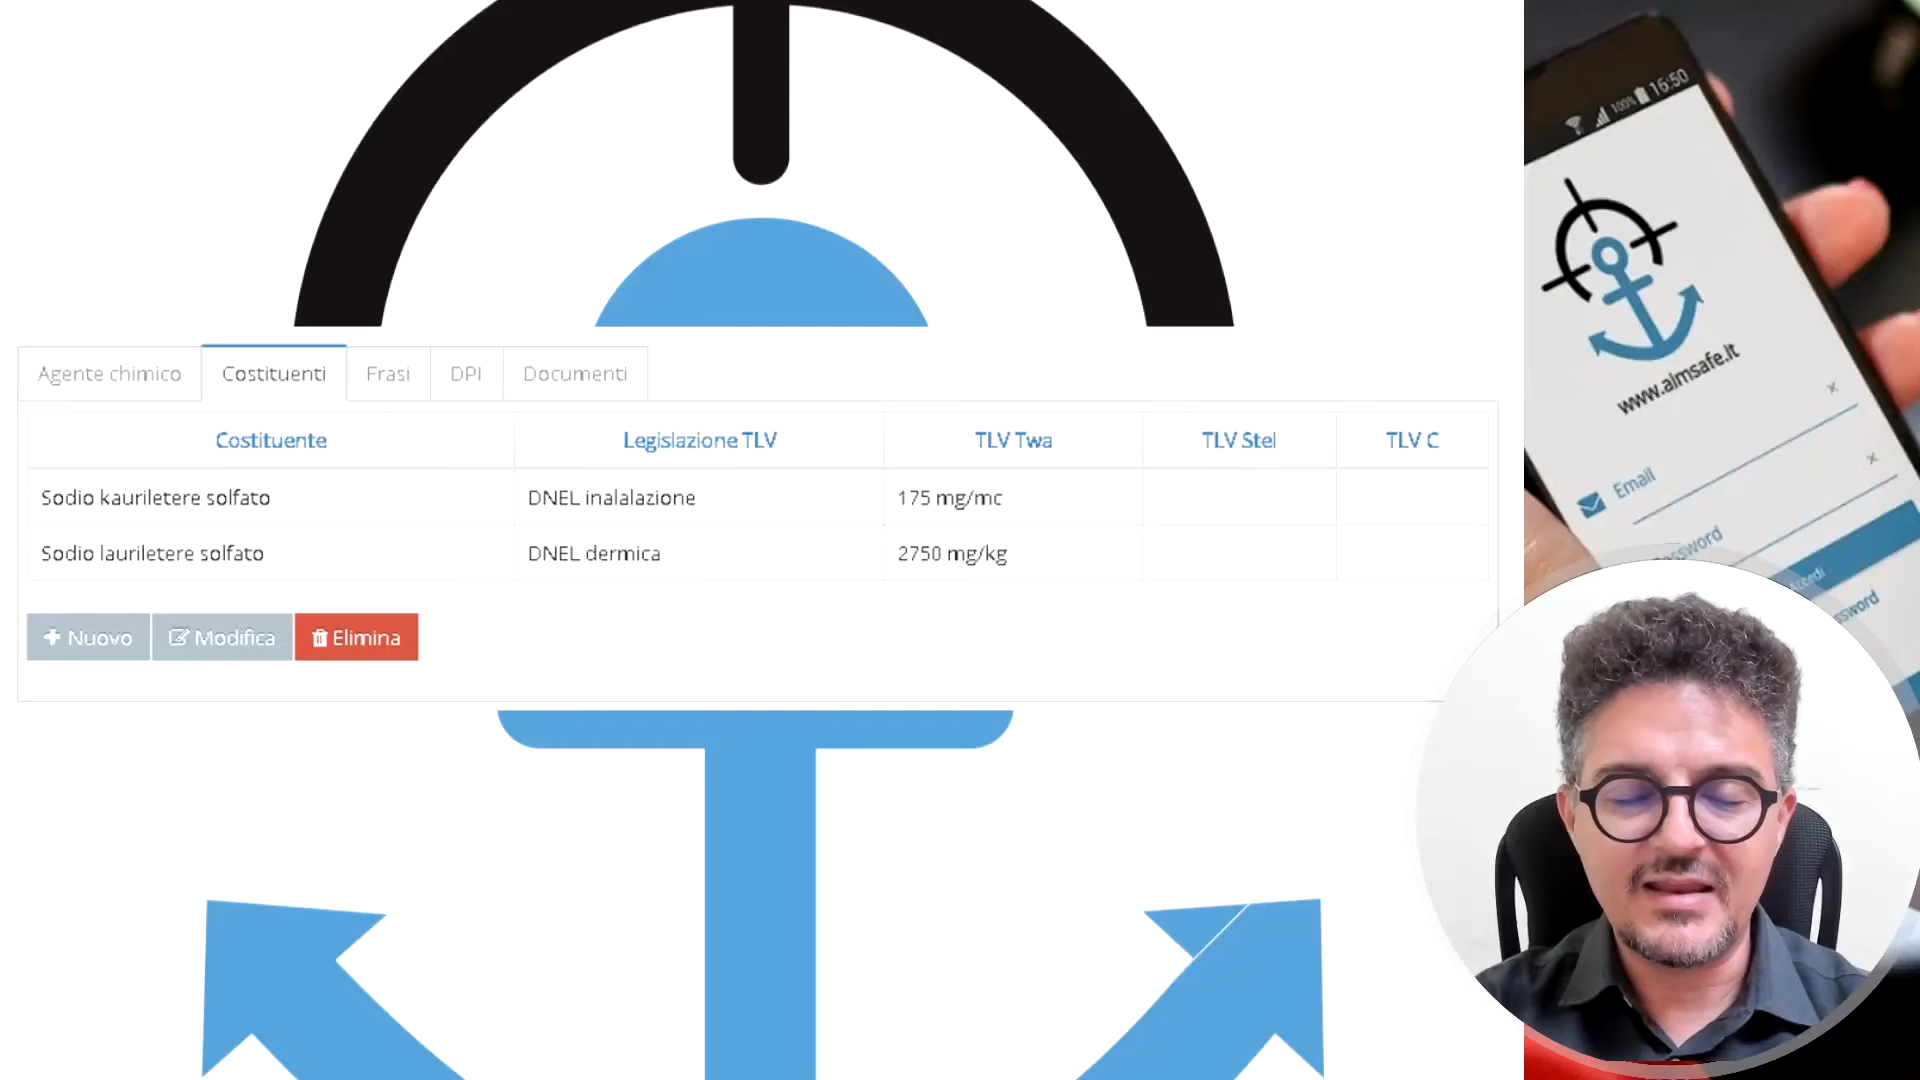 Agente chimico Costituenti Frasi DPI Documenti
Costituente Legislazione TLV TLV Twa TLV Stel TLV C
Sodio kauriletere solfato DNEL inalalazione 175 mg/mc
Sodio lauriletere solfato DNEL dermica 2750 mg/kg
Nuovo Modifica Elimina
100% 16:50
www.aimsafe.it
Email
Accedi